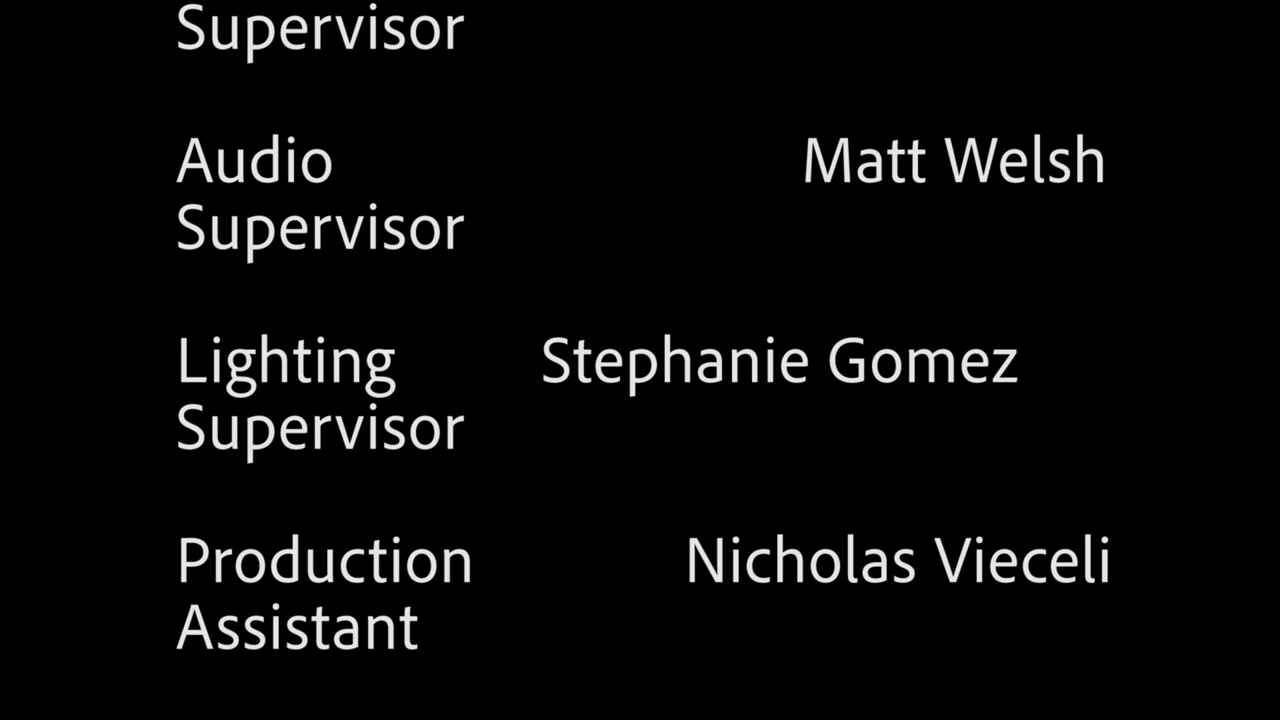 Supervisor
Audio Matt Welsh
Supervisor
Lighting Stephanie Gomez
Supervisor
Production Nicholas Vieceli
Assistant